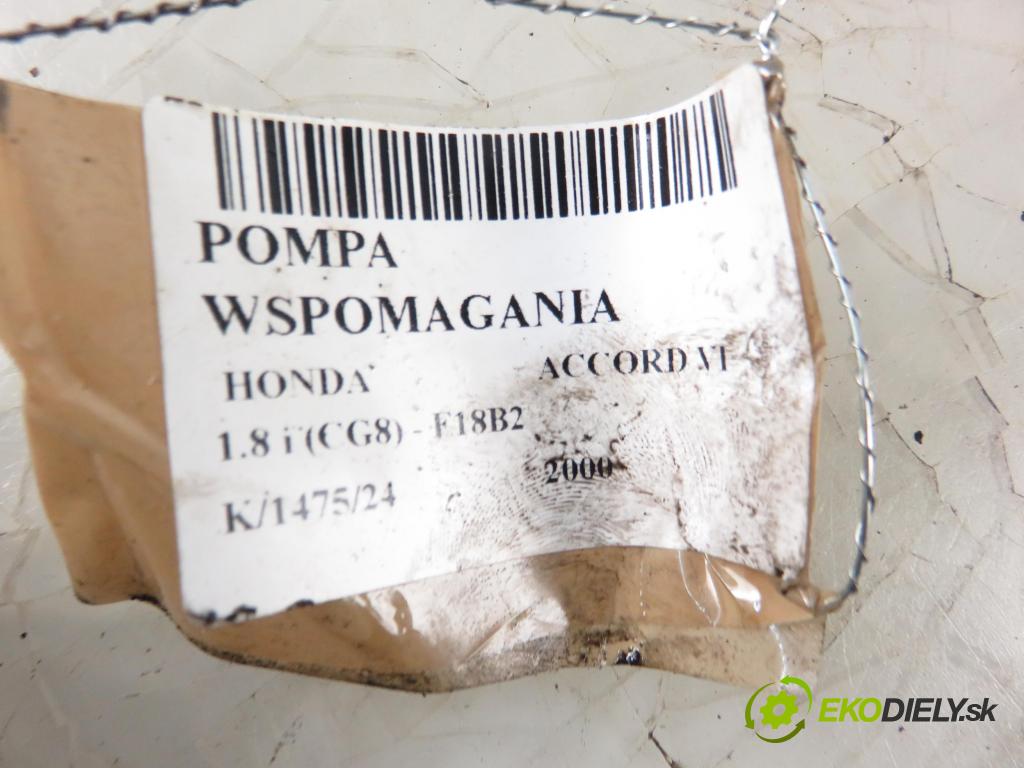 POMPA
WSPOMAGANIA
HONDA ACCORD VI
1.8 i (CG8) - F18B2
2000
K/1475/24
EKODIELY.sk